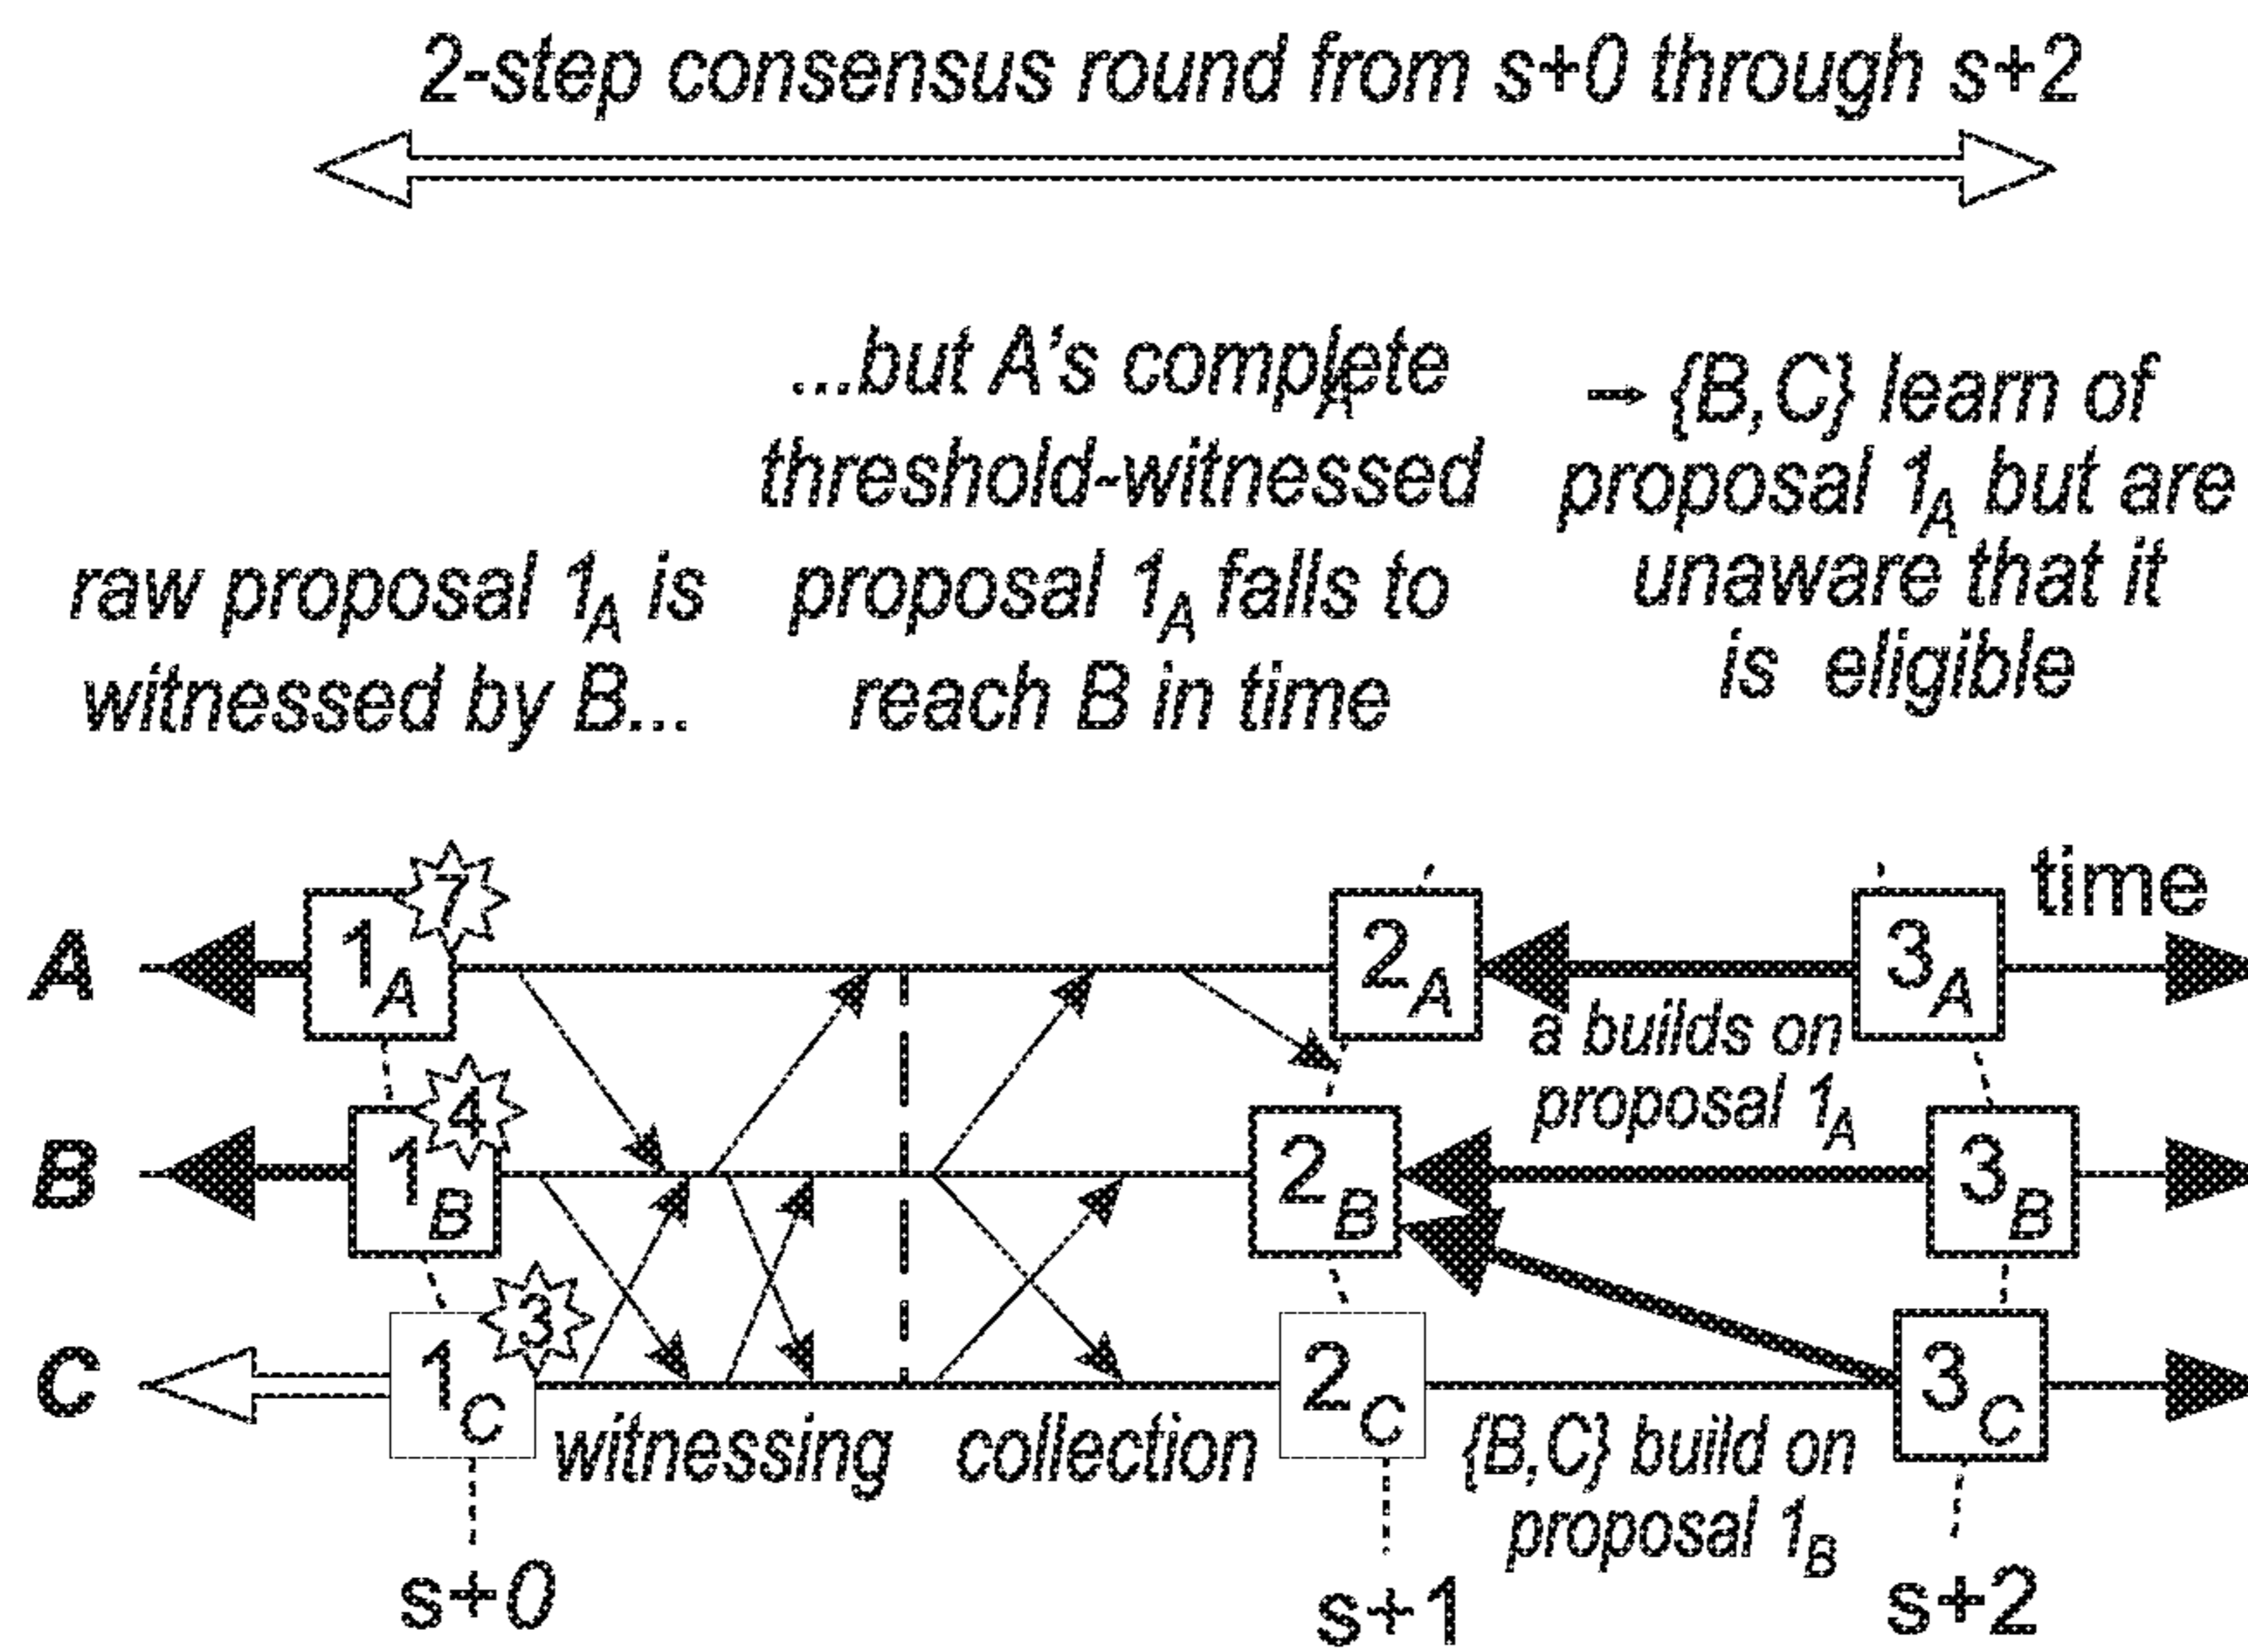 2-step consensus round from s+0 through s+2
...but A's complete
A
threshold-witnessed
proposal 1A falls to
reach B in time
→ {B,C} learn of
proposal 1A but are
unaware that it
is eligible
raw proposal 1A is
witnessed by B...
time
7
A
1A
2A
3A
a builds on
proposal 1A
4
B
1B
2B
3B
3
C
1C
2C
3C
witnessing
collection
{B,C} build on
proposal 1B
s+0
s+1
s+2